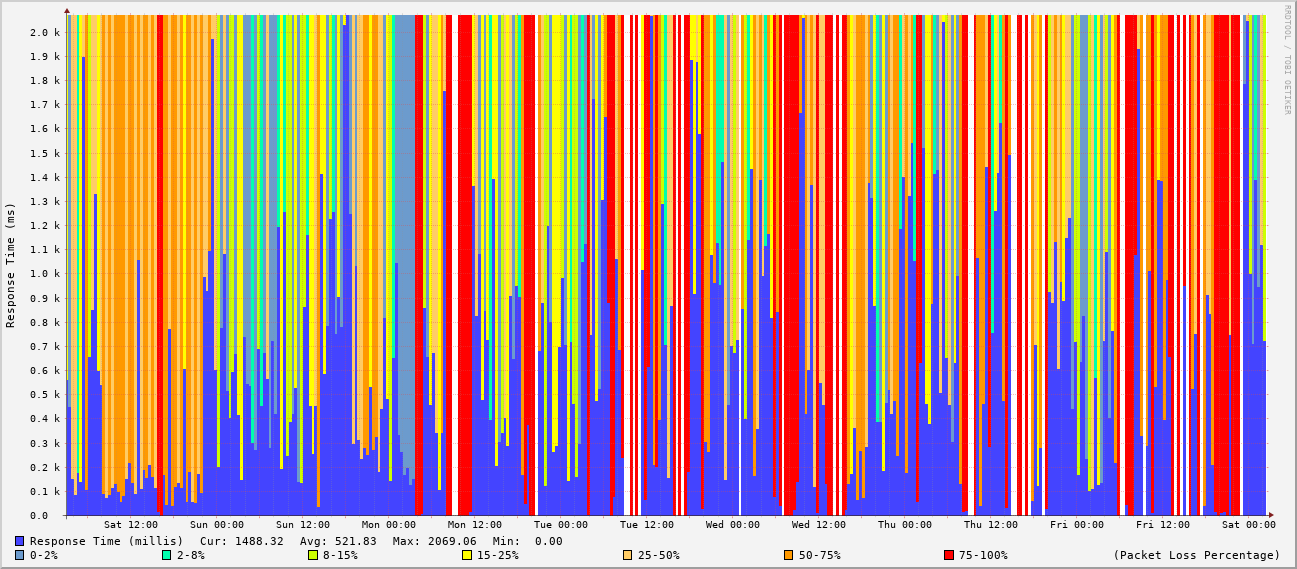 RRDTOOL / TOBI OETIKER
Response Time (ms)
2.0 k
1.9 k
1.8 k
1.7 k
1.6 k
1.5 k
1.4 k
1.3 k
1.2 k
1.1 k
1.0 k
0.9 k
0.8 k
0.7 k
0.6 k
0.5 k
0.4 k
0.3 k
0.2 k
0.1 k
0.0
Sat 12:00 Sun 00:00 Sun 12:00 Mon 00:00 Mon 12:00 Tue 00:00 Tue 12:00 Wed 00:00 Wed 12:00 Thu 00:00 Thu 12:00 Fri 00:00 Fri 12:00 Sat 00:00
Response Time (millis) Cur: 1488.32 Avg: 521.83 Max: 2069.06 Min: 0.00
0-2% 2-8% 8-15% 15-25% 25-50% 50-75% 75-100% (Packet Loss Percentage)